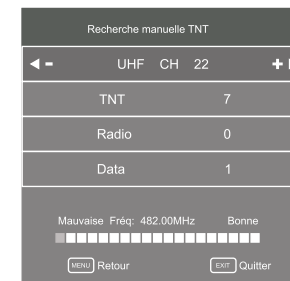 Recherche manuelle TNT
UHF CH 22
TNT 7
Radio 0
Data 1
Mauvaise Fréq: 482.00MHz Bonne
MENU Retour EXIT Quitter